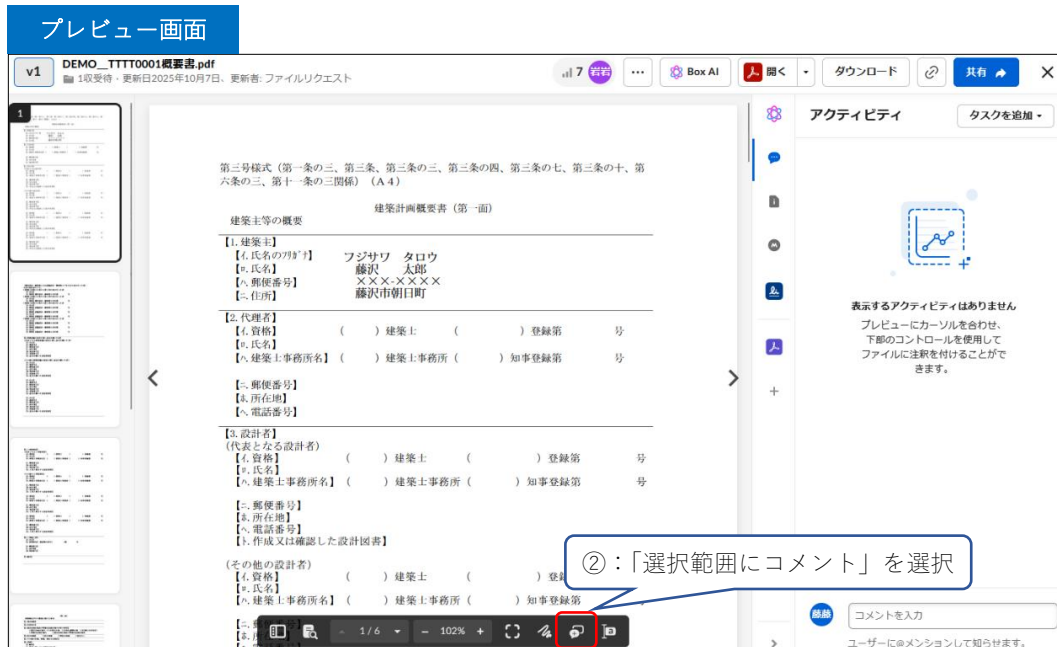 プレビュー画面
v1
DEMO__TTTT0001概要書.pdf
1収受待・更新日2025年10月7日、更新者: ファイルリクエスト
7
岩岩
Box AI
開く
ダウンロード
共有
1
アクティビティ
タスクを追加
第三号様式（第一条の三、第三条、第三条の三、第三条の四、第三条の七、第三条の十、第
六条の三、第十一条の三関係）（Ａ４）
建築計画概要書（第一面）
建築主等の概要
【1. 建築主】
【ｲ. 氏名のﾌﾘｶﾞﾅ】 フジサワ タロウ
【ﾛ. 氏名】 藤沢 太郎
【ﾊ. 郵便番号】 ×××-××××
【ﾆ. 住所】 藤沢市朝日町
【2. 代理者】
【ｲ. 資格】 （ ）建築士 （ ）登録第 号
【ﾛ. 氏名】
【ﾊ. 建築士事務所名】（ ）建築士事務所（ ）知事登録第 号
【ﾆ. 郵便番号】
【ﾎ. 所在地】
【ﾍ. 電話番号】
【3. 設計者】
（代表となる設計者）
【ｲ. 資格】 （ ）建築士 （ ）登録第 号
【ﾛ. 氏名】
【ﾊ. 建築士事務所名】（ ）建築士事務所（ ）知事登録第 号
【ﾆ. 郵便番号】
【ﾎ. 所在地】
【ﾍ. 電話番号】
【ﾄ. 作成又は確認した設計図書】
（その他の設計者）
【ｲ. 資格】 （ ）建築士 （ ）登
【ﾛ. 氏名】
【ﾊ. 建築士事務所名】（ ）建築士事務所（ ）知事登録第
②：「選択範囲にコメント」を選択
1/6
− 102% +
表示するアクティビティはありません
プレビューにカーソルを合わせ、
下部のコントロールを使用して
ファイルに注釈を付けることがで
きます。
藤藤
コメントを入力
ユーザーに@メンションして知らせます。